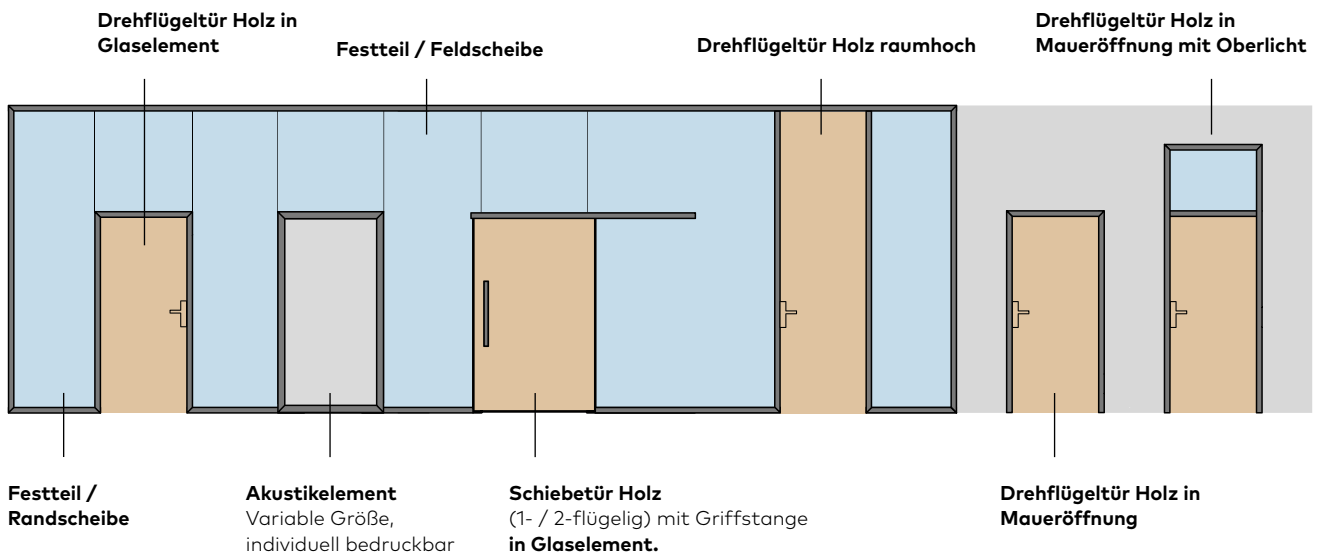 Drehflügeltür Holz in
Glaselement
Festteil / Feldscheibe
Drehflügeltür Holz raumhoch
Drehflügeltür Holz in
Maueröffnung mit Oberlicht
Festteil /
Randscheibe
Akustikelement
Variable Größe,
individuell bedruckbar
Schiebetür Holz
(1- / 2-flügelig) mit Griffstange
in Glaselement.
Drehflügeltür Holz in
Maueröffnung